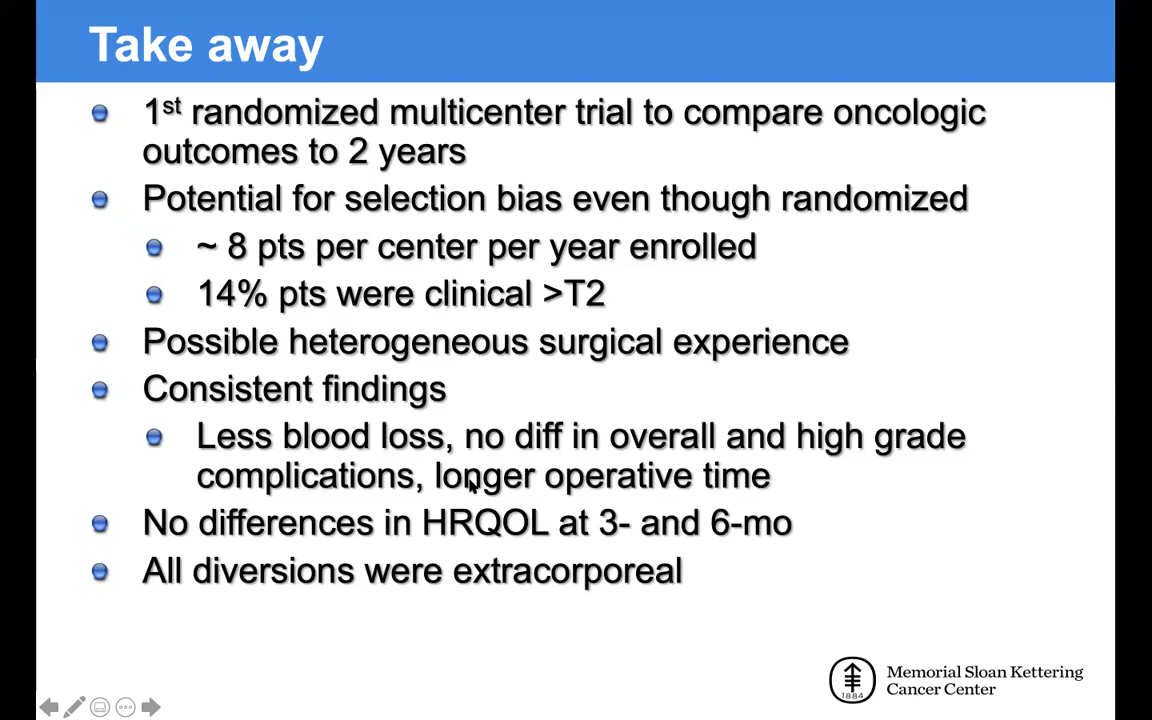 Take away
1st randomized multicenter trial to compare oncologic
outcomes to 2 years
Potential for selection bias even though randomized
~ 8 pts per center per year enrolled
14% pts were clinical >T2
Possible heterogeneous surgical experience
Consistent findings
Less blood loss, no diff in overall and high grade
complications, longer operative time
No differences in HRQOL at 3- and 6-mo
All diversions were extracorporeal
1884
Memorial Sloan Kettering
Cancer Center